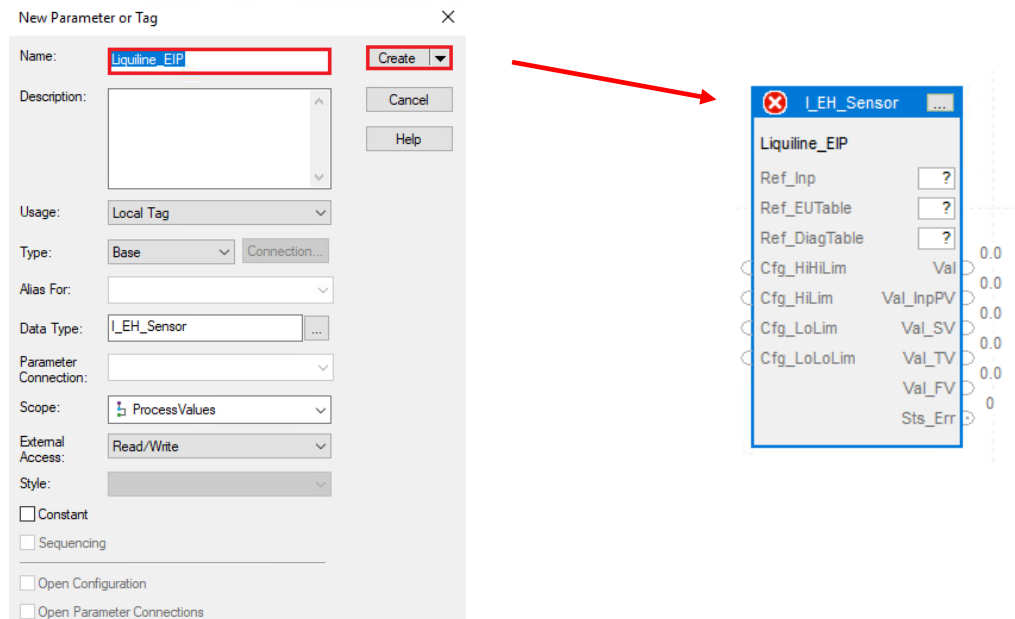 New Parameter or Tag
Name:
Liquiline_EIP
Create
Description:
Cancel
Help
Usage:
Local Tag
Type:
Base
Connection...
Alias For:
Data Type:
I_EH_Sensor
...
Parameter
Connection:
Scope:
ProcessValues
External
Access:
Read/Write
Style:
Constant
Sequencing
Open Configuration
Open Parameter Connections
I_EH_Sensor
...
Liquiline_EIP
Ref_Inp
?
Ref_EUTable
?
Ref_DiagTable
?
0.0
Cfg_HiHiLim Val
0.0
Cfg_HiLim Val_InpPV
0.0
Cfg_LoLim Val_SV
0.0
Cfg_LoLoLim Val_TV
0.0
Val_FV
0
Sts_Err